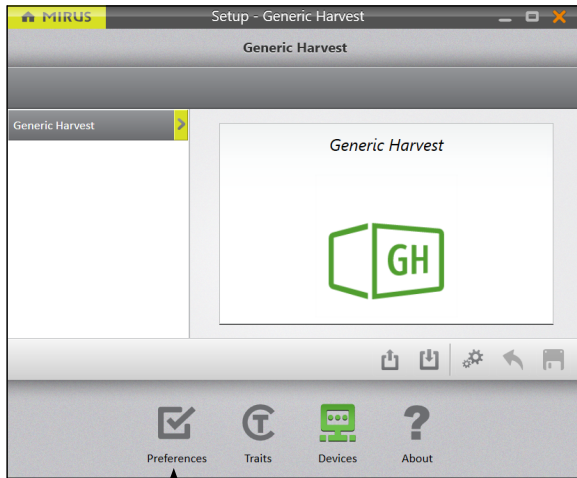 MIRUS
Setup - Generic Harvest
Generic Harvest
Generic Harvest
Generic Harvest
GH
Preferences
Traits
Devices
About